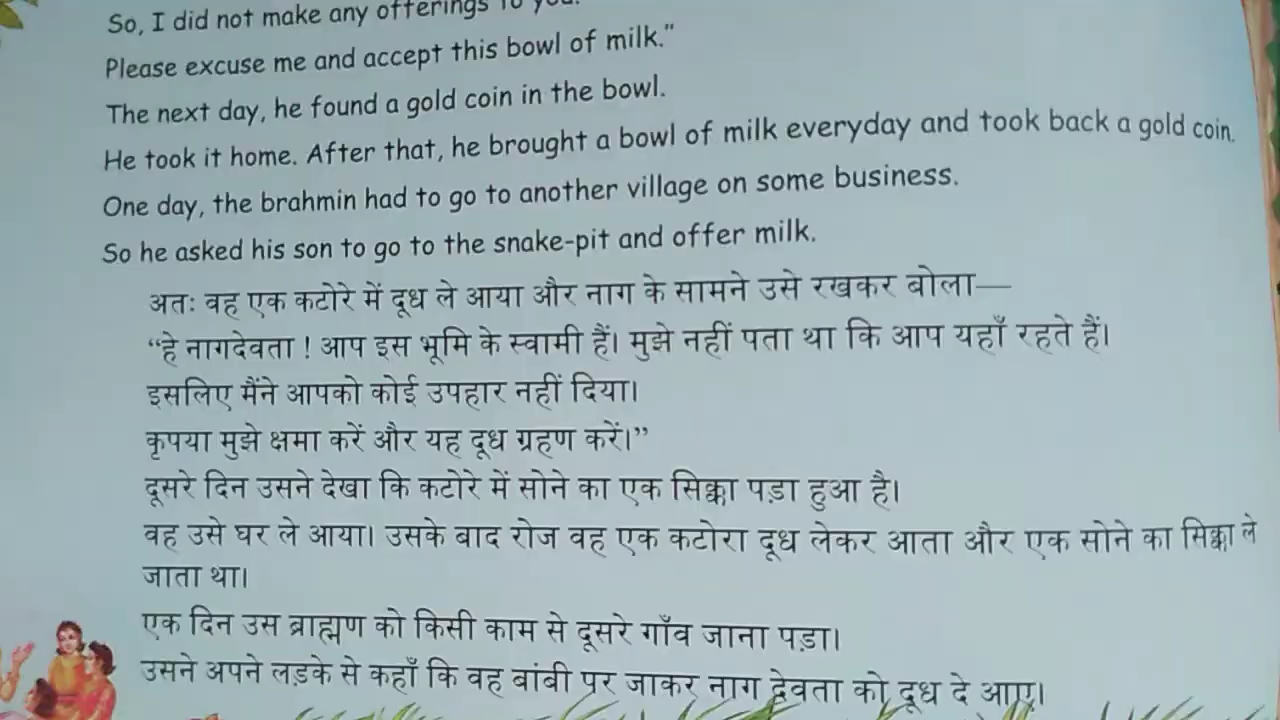 So, I did not make any offerings to you.
Please excuse me and accept this bowl of milk."
The next day, he found a gold coin in the bowl.
He took it home. After that, he brought a bowl of milk everyday and took back a gold coin.
One day, the brahmin had to go to another village on some business.
So he asked his son to go to the snake-pit and offer milk.
अतः वह एक कटोरे में दूध ले आया और नाग के सामने उसे रखकर बोला—
“हे नागदेवता ! आप इस भूमि के स्वामी हैं। मुझे नहीं पता था कि आप यहाँ रहते हैं।
इसलिए मैंने आपको कोई उपहार नहीं दिया।
कृपया मुझे क्षमा करें और यह दूध ग्रहण करें।”
दूसरे दिन उसने देखा कि कटोरे में सोने का एक सिक्का पड़ा हुआ है।
वह उसे घर ले आया। उसके बाद रोज वह एक कटोरा दूध लेकर आता और एक सोने का सिक्का ले
जाता था।
एक दिन उस ब्राह्मण को किसी काम से दूसरे गाँव जाना पड़ा।
उसने अपने लड़के से कहाँ कि वह बांबी पर जाकर नाग देवता को दूध दे आए।